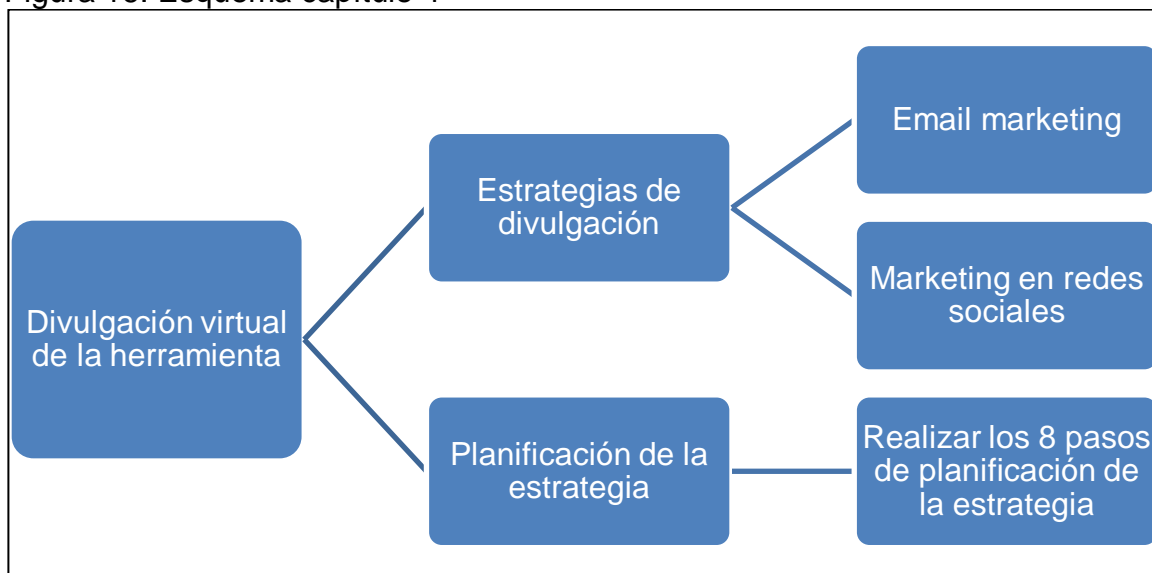 Divulgación virtual
de la herramienta
Estrategias de
divulgación
Email marketing
Marketing en redes
sociales
Planificación de la
estrategia
Realizar los 8 pasos
de planificación de
la estrategia